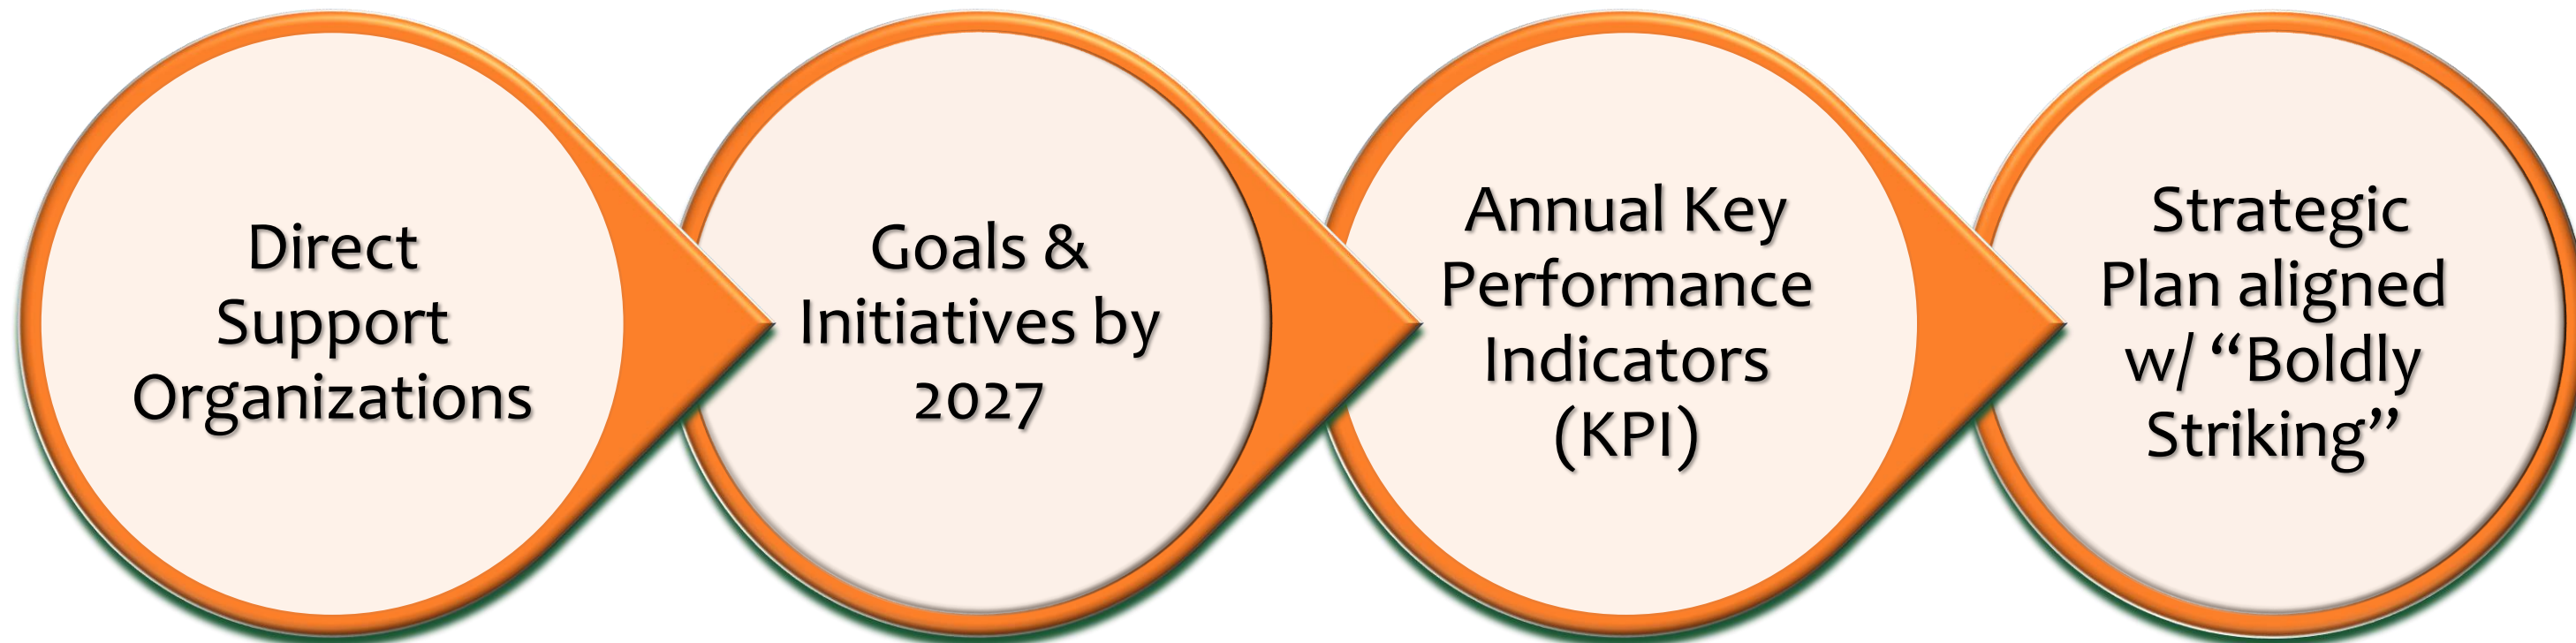 Direct
Support
Organizations
Goals &
Initiatives by
2027
Annual Key
Performance
Indicators
(KPI)
Strategic
Plan aligned
w/ “Boldly
Striking”